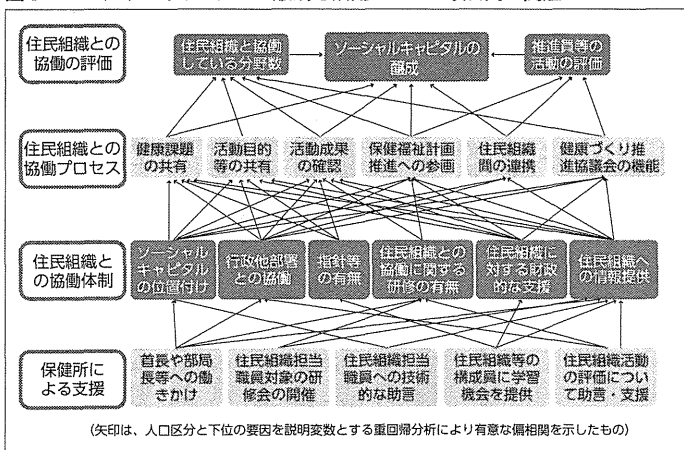 住民組織との
協働の評価
住民組織と協働
している分野数
ソーシャルキャピタルの
醸成
推進員等の
活動の評価
住民組織との
協働プロセス
健康課題
の共有
活動目的
等の共有
活動成果
の確認
保健福祉計画
推進への参画
住民組織
間の連携
健康づくり推
進協議会の機能
住民組織と
の協働体制
ソーシャル
キャピタル
の位置付け
行政他部署
との協働
指針等
の有無
住民組織との
協働に関する
研修の有無
住民組織に
対する財政
的な支援
住民組織へ
の情報提供
保健所に
よる支援
首長や部局
長等への働
きかけ
住民組織担当
職員対象の研
修会の開催
住民組織担当
職員への技術
的な助言
住民組織等の
構成員に学習
機会を提供
住民組織活動
の評価につい
て助言・支援
(矢印は、人口区分と下位の要因を説明変数とする重回帰分析により有意な偏相関を示したもの)